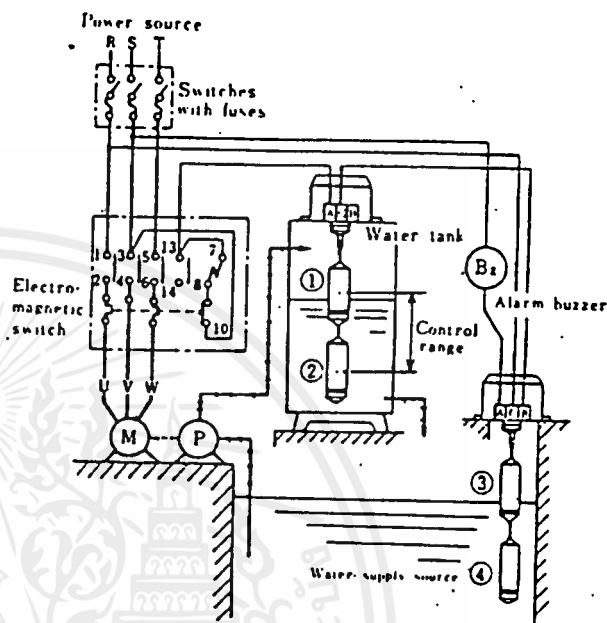 Power source
R S T
Switches
with fuses
1 3 5 13 7
2 4 6 14 8
10
Electro-
magnetic
switch
U V W
M P
A
Water tank
①
②
Control
range
Bz
Alarm buzzer
A
③
④
Water-supply source